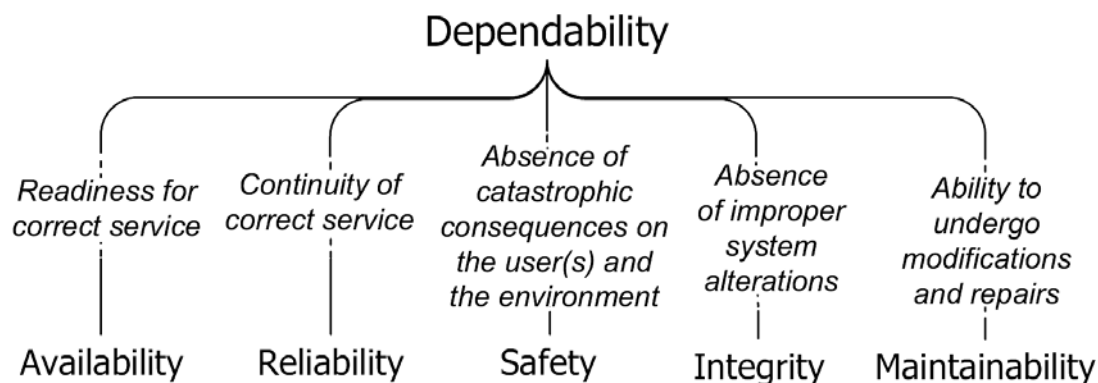 Dependability
Readiness for
correct service
Continuity of
correct service
Absence of
catastrophic
consequences on
the user(s) and
the environment
Absence
of improper
system
alterations
Ability to
undergo
modifications
and repairs
Availability
Reliability
Safety
Integrity
Maintainability